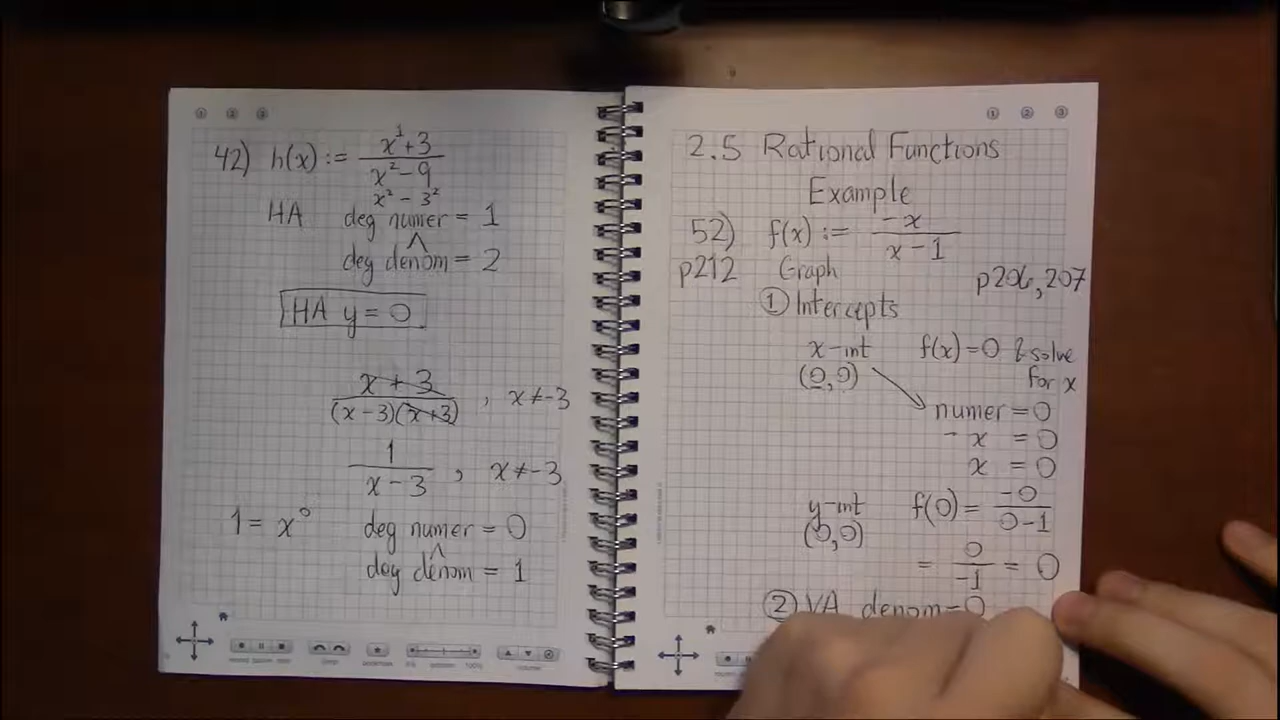 42) h(x) := x¹+3 / x²-9
x² - 3²
HA deg numer = 1
^
deg denom = 2
HA y = 0
x + 3 / (x-3)(x+3) , x≠-3
1 / x-3 , x≠-3
1 = x⁰ deg numer = 0
^
deg denom = 1
2.5 Rational Functions
Example
52) f(x) := -x / x-1
p212 Graph p206,207
① Intercepts
x-int f(x)=0 & solve
(0,0) for x
numer = 0
-x = 0
x = 0
y-int f(0) = -0 / 0-1
(0,0)
= 0 / -1 = 0
② VA denom=0